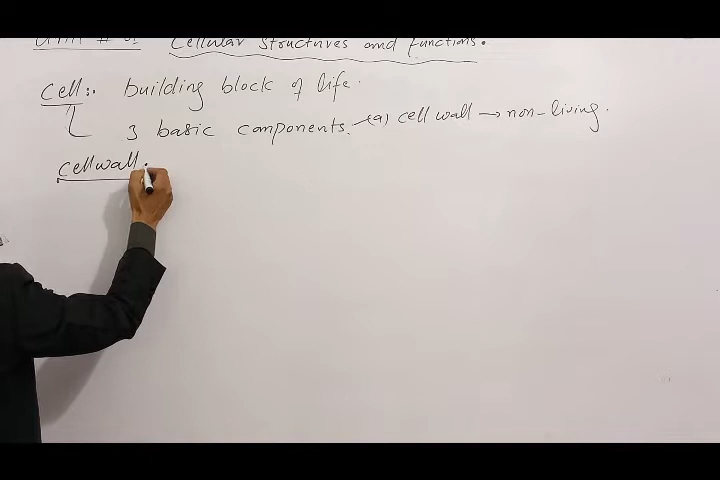 Cellular Structures and Functions.
Cell:. building block of life.
3 basic components. (a) cell wall → non-living.
Cellwall: